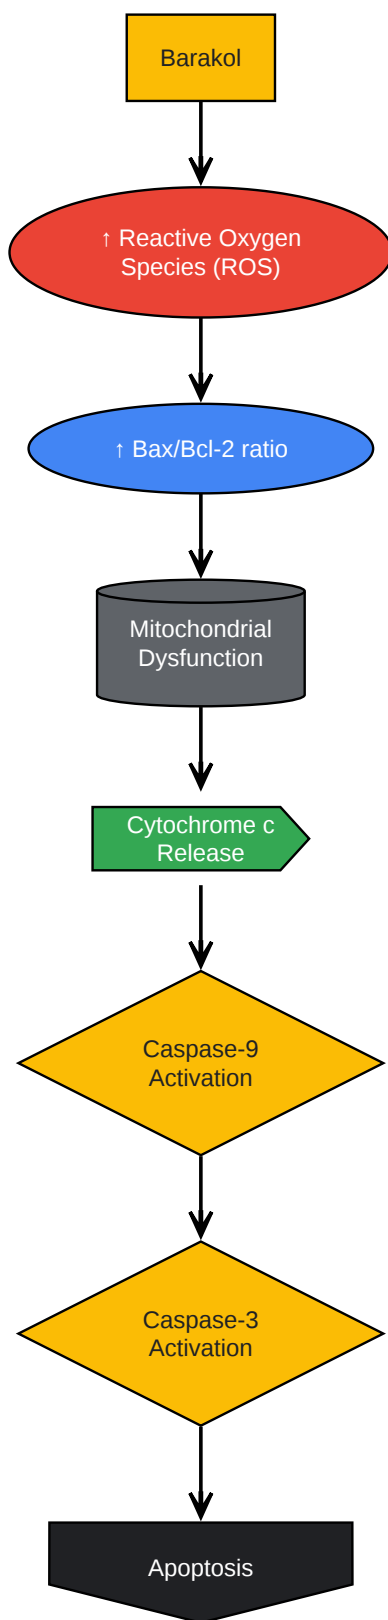 Barakol
↑ Reactive Oxygen
Species (ROS)
↑ Bax/Bcl-2 ratio
Mitochondrial
Dysfunction
Cytochrome c
Release
Caspase-9
Activation
Caspase-3
Activation
Apoptosis